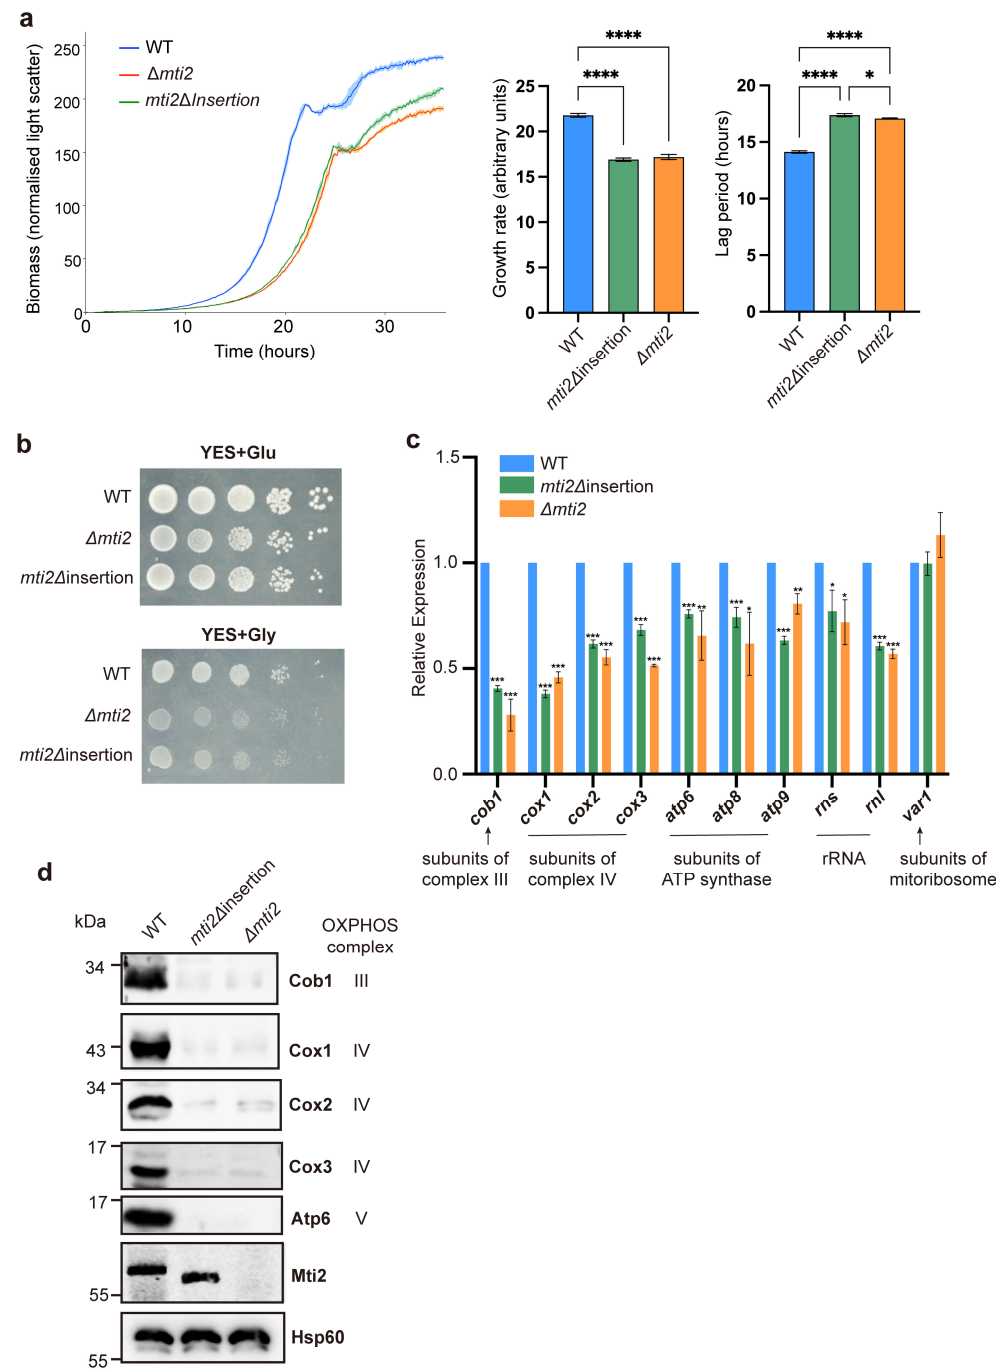 a
Biomass (normalised light scatter)
250
200
150
100
50
0
0
10
20
30
Time (hours)
WT
Δmti2
mti2ΔInsertion
Growth rate (arbitrary units)
25
20
15
10
5
0
****
****
WT
mti2Δinsertion
Δmti2
Lag period (hours)
20
15
10
5
0
****
**** *
WT
mti2Δinsertion
Δmti2
b
YES+Glu
WT
Δmti2
mti2Δinsertion
YES+Gly
WT
Δmti2
mti2Δinsertion
c
Relative Expression
1.5
1.0
0.5
0.0
WT
mti2Δinsertion
Δmti2
*** *** *** *** *** *** *** *** *** ** *** * *** ** * * *** ***
cob1 cox1 cox2 cox3 atp6 atp8 atp9 rns rnl var1
subunits of
complex III
subunits of
complex IV
subunits of
ATP synthase
rRNA
subunits of
mitoribosome
d
kDa
WT
mti2Δinsertion
Δmti2
OXPHOS
complex
34
Cob1 III
43
Cox1 IV
34
Cox2 IV
17
Cox3 IV
17
Atp6 V
Mti2
55
Hsp60
55